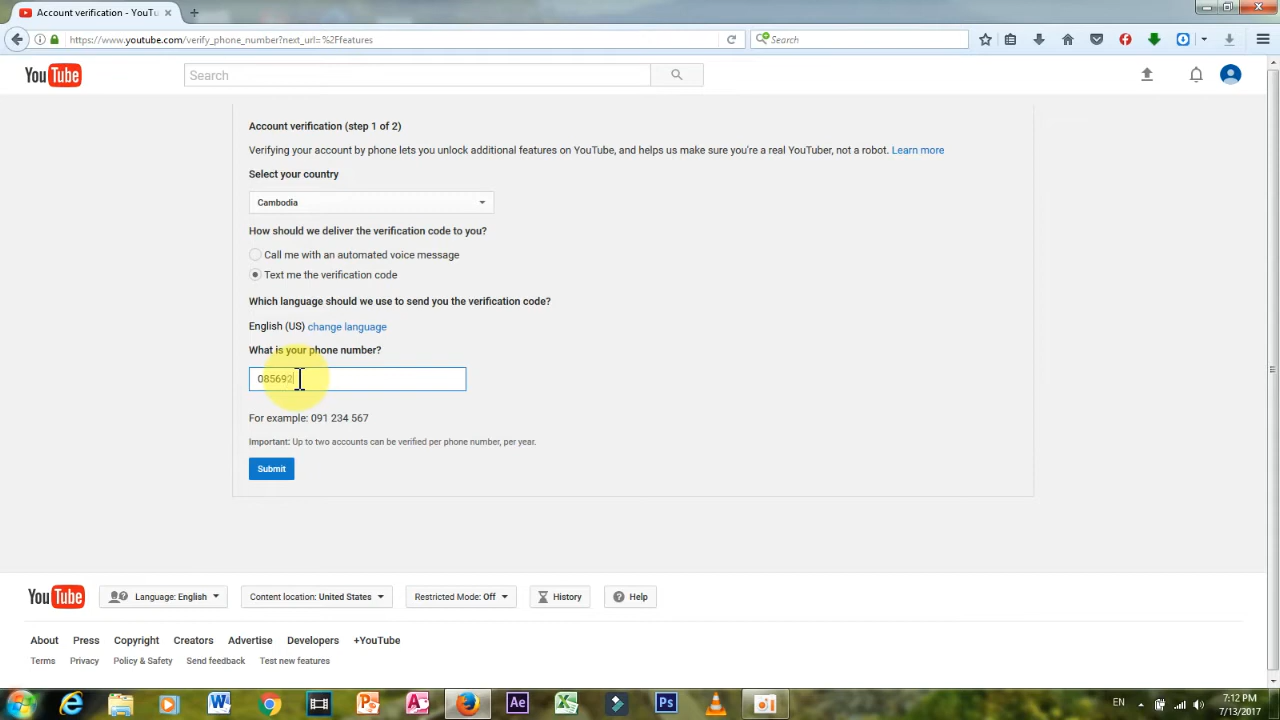 Account verification - YouTu
https://www.youtube.com/verify_phone_number?next_url=%2Ffeatures
Search
YouTube
Search
Account verification (step 1 of 2)
Verifying your account by phone lets you unlock additional features on YouTube, and helps us make sure you're a real YouTuber, not a robot. Learn more
Select your country
Cambodia
How should we deliver the verification code to you?
Call me with an automated voice message
Text me the verification code
Which language should we use to send you the verification code?
English (US) change language
What is your phone number?
085692
For example: 091 234 567
Important: Up to two accounts can be verified per phone number, per year.
Submit
YouTube
Language: English
Content location: United States
Restricted Mode: Off
History
Help
About Press Copyright Creators Advertise Developers +YouTube
Terms Privacy Policy & Safety Send feedback Test new features
EN
7:12 PM
7/13/2017